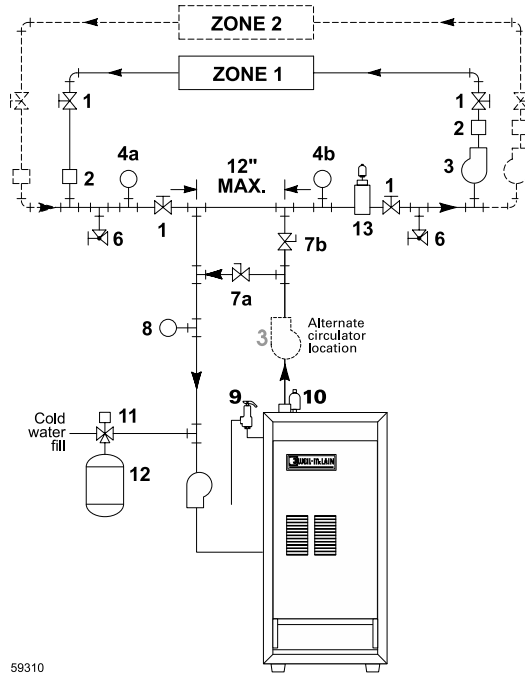 ZONE 2
ZONE 1
1
1
2
2
3
4a
12"
MAX.
4b
1
6
1
13
6
7b
7a
8
3
Alternate
circulator
location
9
10
11
Cold
water
fill
12
WEIL-McLAIN
59310